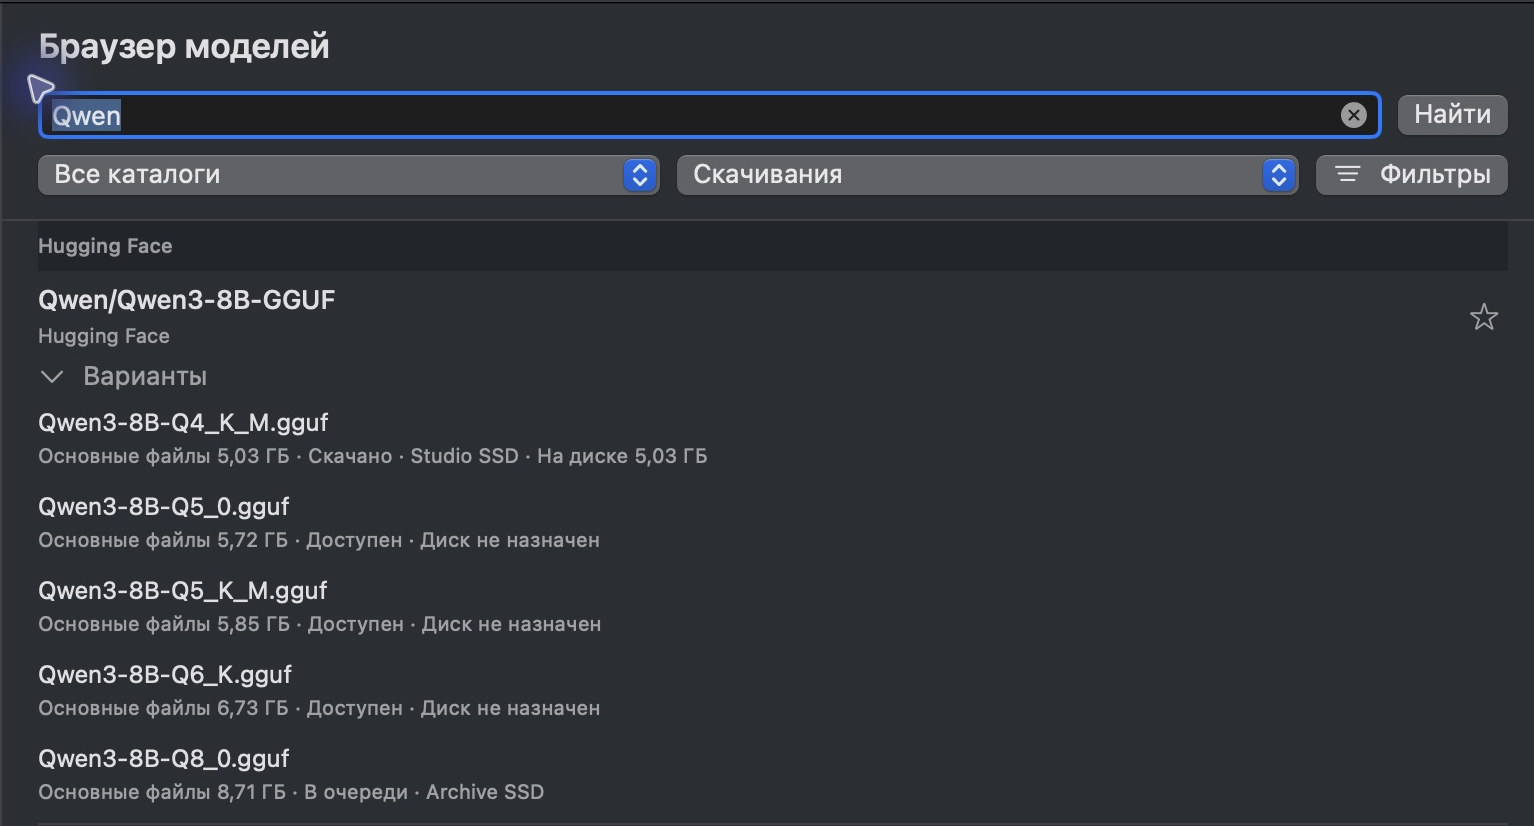 Браузер моделей
Qwen
Найти
Все каталоги
Скачивания
Фильтры
Hugging Face
Qwen/Qwen3-8B-GGUF
Hugging Face
Варианты
Qwen3-8B-Q4_K_M.gguf
Основные файлы 5,03 ГБ · Скачано · Studio SSD · На диске 5,03 ГБ
Qwen3-8B-Q5_0.gguf
Основные файлы 5,72 ГБ · Доступен · Диск не назначен
Qwen3-8B-Q5_K_M.gguf
Основные файлы 5,85 ГБ · Доступен · Диск не назначен
Qwen3-8B-Q6_K.gguf
Основные файлы 6,73 ГБ · Доступен · Диск не назначен
Qwen3-8B-Q8_0.gguf
Основные файлы 8,71 ГБ · В очереди · Archive SSD